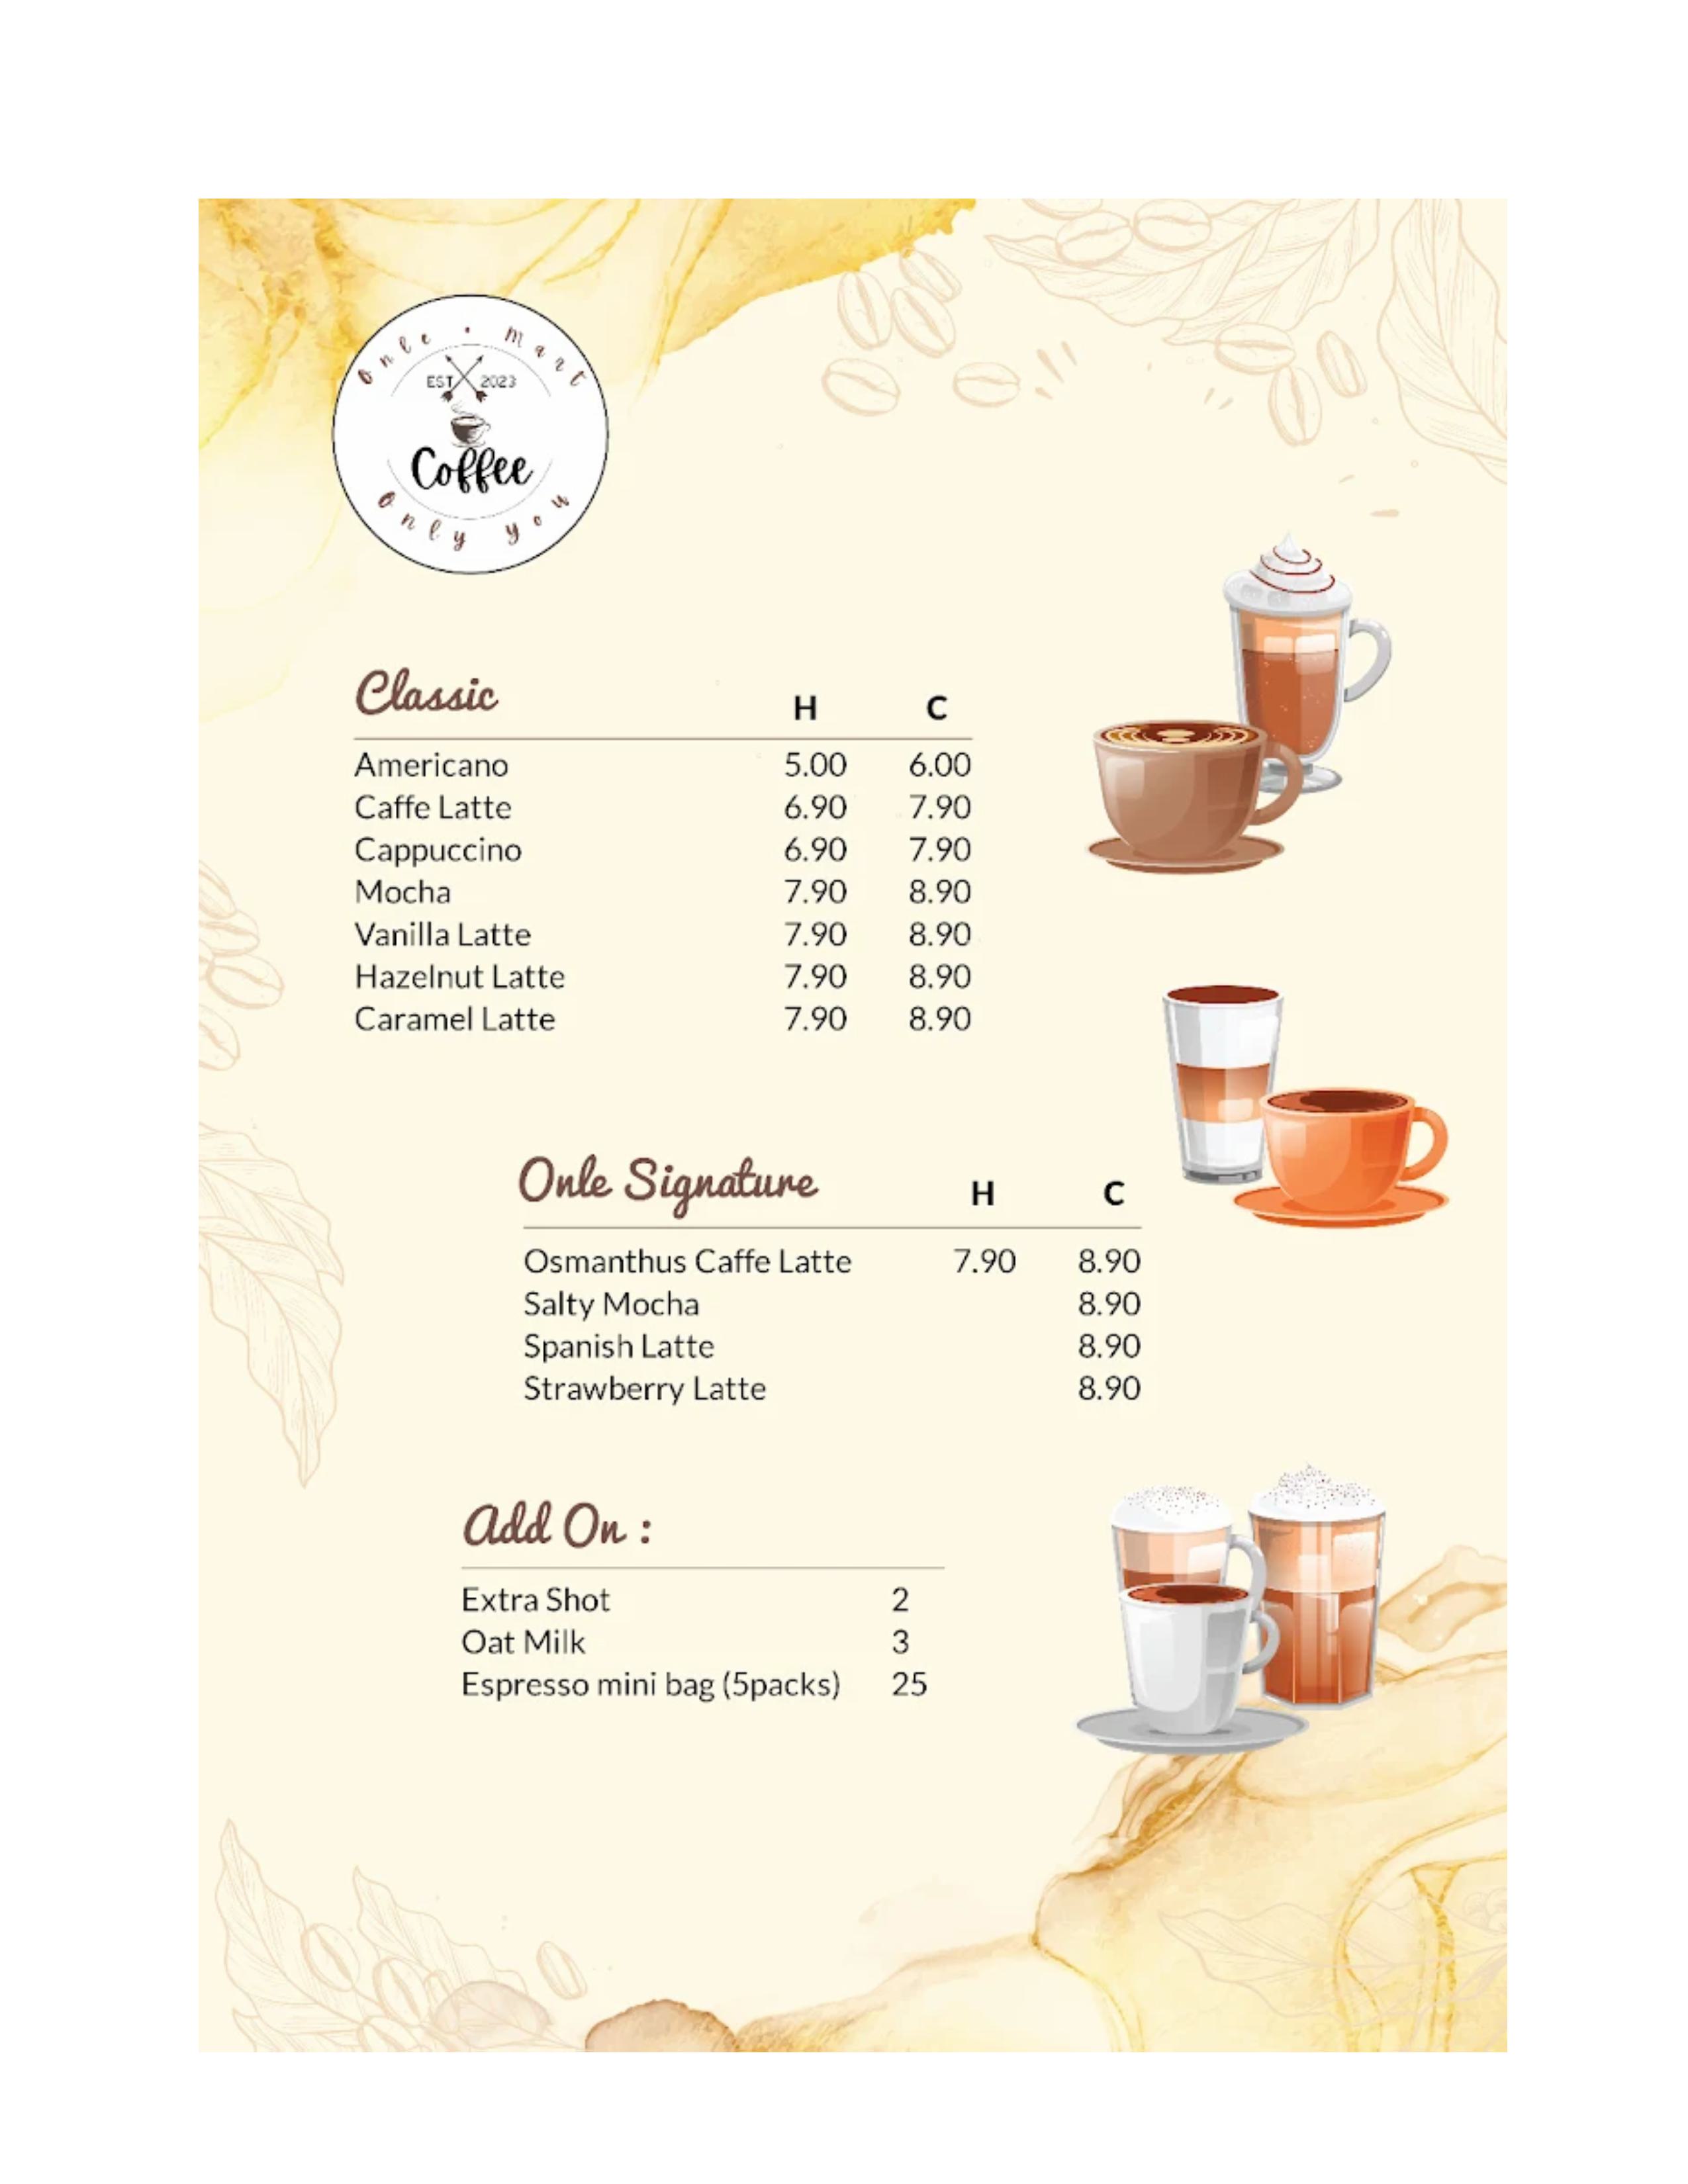 Onle • Mart
EST 2023
Coffee
Only you
Classic H C
Americano 5.00 6.00
Caffe Latte 6.90 7.90
Cappuccino 6.90 7.90
Mocha 7.90 8.90
Vanilla Latte 7.90 8.90
Hazelnut Latte 7.90 8.90
Caramel Latte 7.90 8.90
Onle Signature H C
Osmanthus Caffe Latte 7.90 8.90
Salty Mocha 8.90
Spanish Latte 8.90
Strawberry Latte 8.90
Add On :
Extra Shot 2
Oat Milk 3
Espresso mini bag (5packs) 25